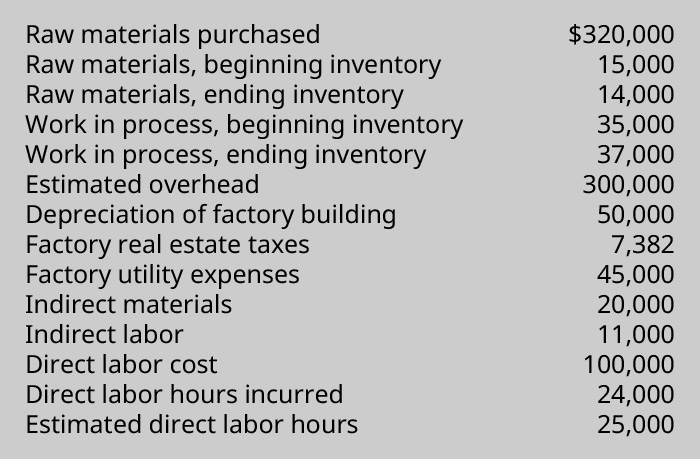 Raw materials purchased $320,000
Raw materials, beginning inventory 15,000
Raw materials, ending inventory 14,000
Work in process, beginning inventory 35,000
Work in process, ending inventory 37,000
Estimated overhead 300,000
Depreciation of factory building 50,000
Factory real estate taxes 7,382
Factory utility expenses 45,000
Indirect materials 20,000
Indirect labor 11,000
Direct labor cost 100,000
Direct labor hours incurred 24,000
Estimated direct labor hours 25,000